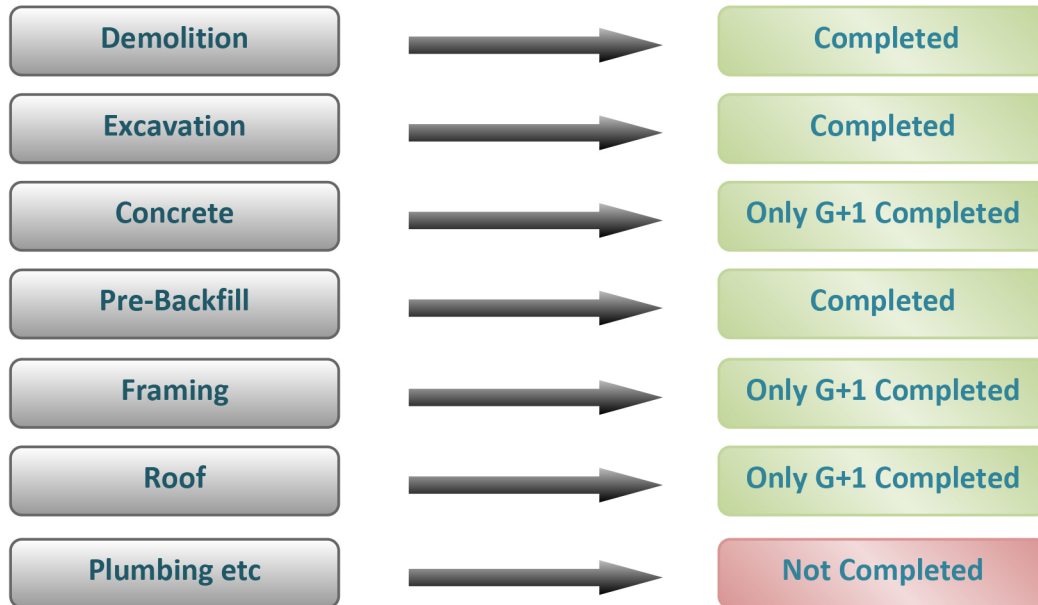 Demolition Completed
Excavation Completed
Concrete Only G+1 Completed
Pre-Backfill Completed
Framing Only G+1 Completed
Roof Only G+1 Completed
Plumbing etc Not Completed